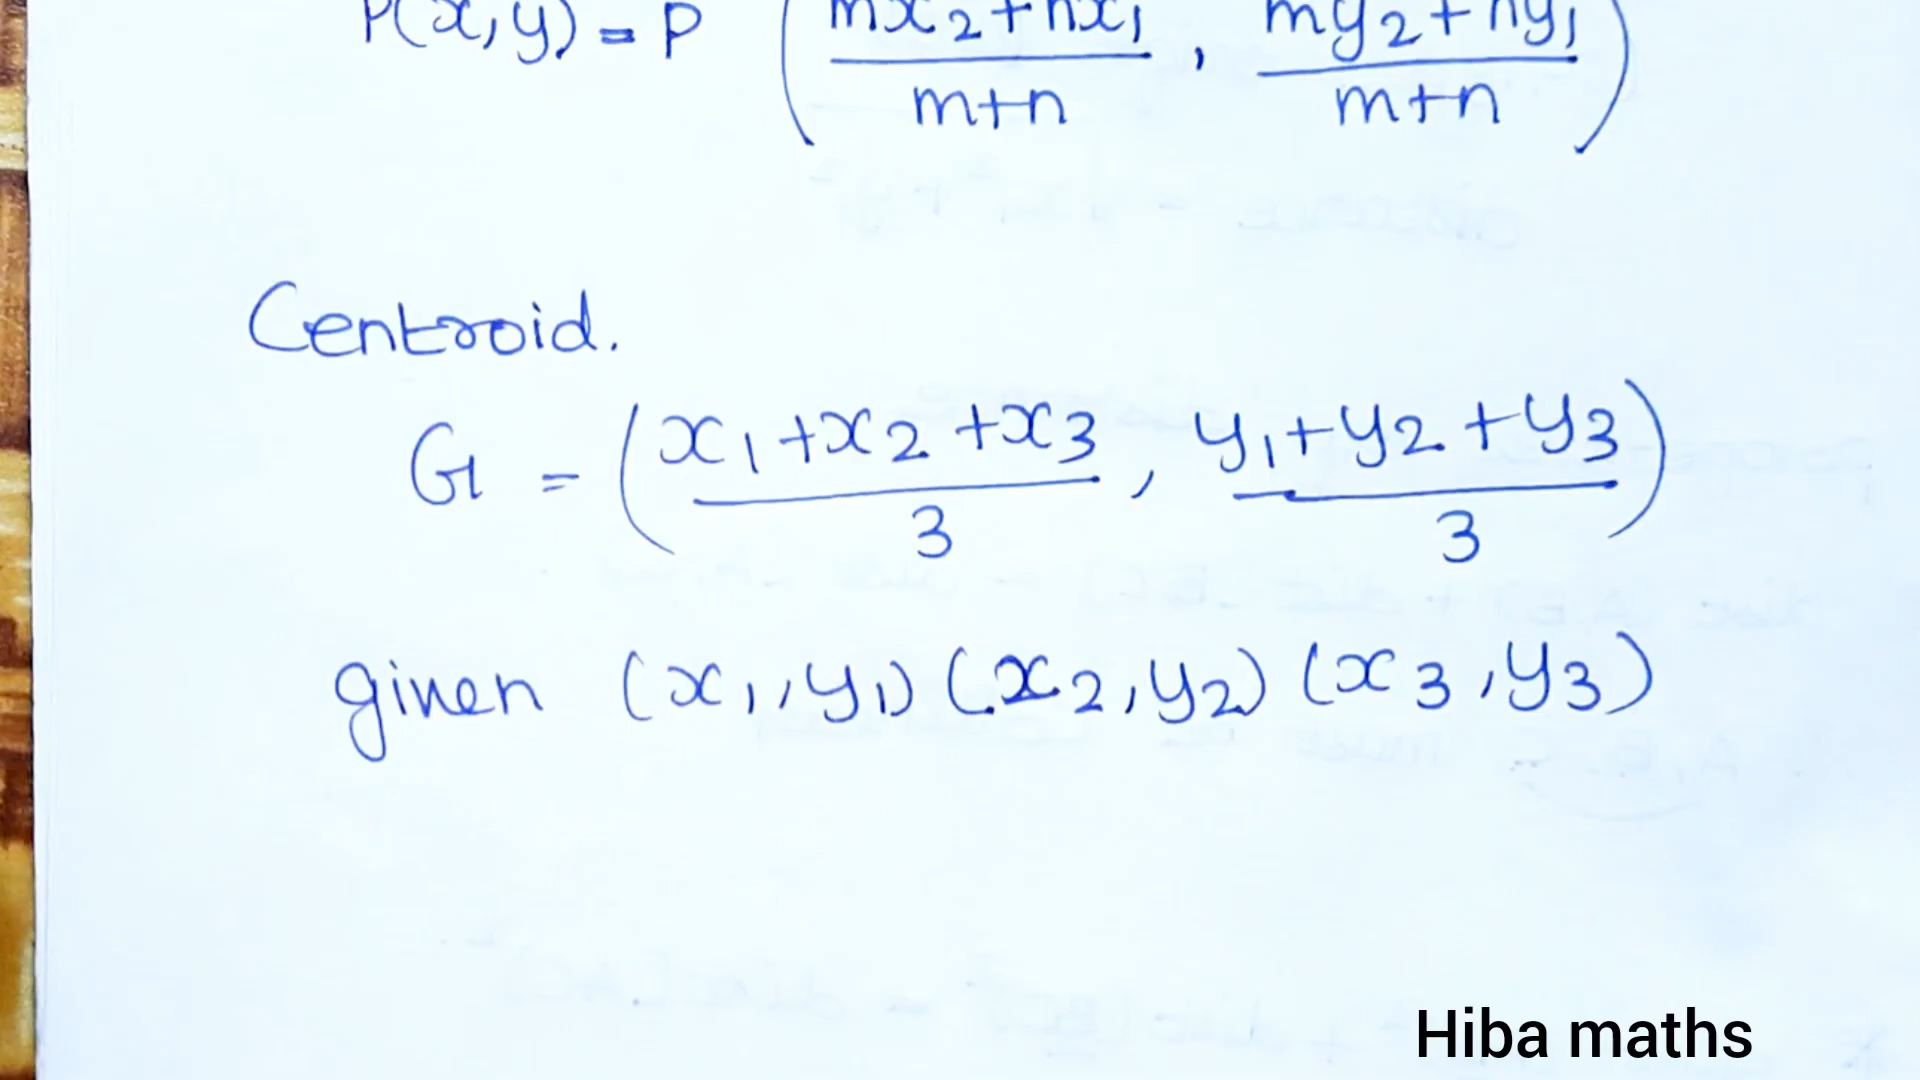 P(x,y) = P ( mx2+nx1 / m+n , my2+ny1 / m+n )
Centroid.
G = ( x1+x2+x3 / 3 , y1+y2+y3 / 3 )
given (x1,y1) (x2,y2) (x3,y3)
Hiba maths